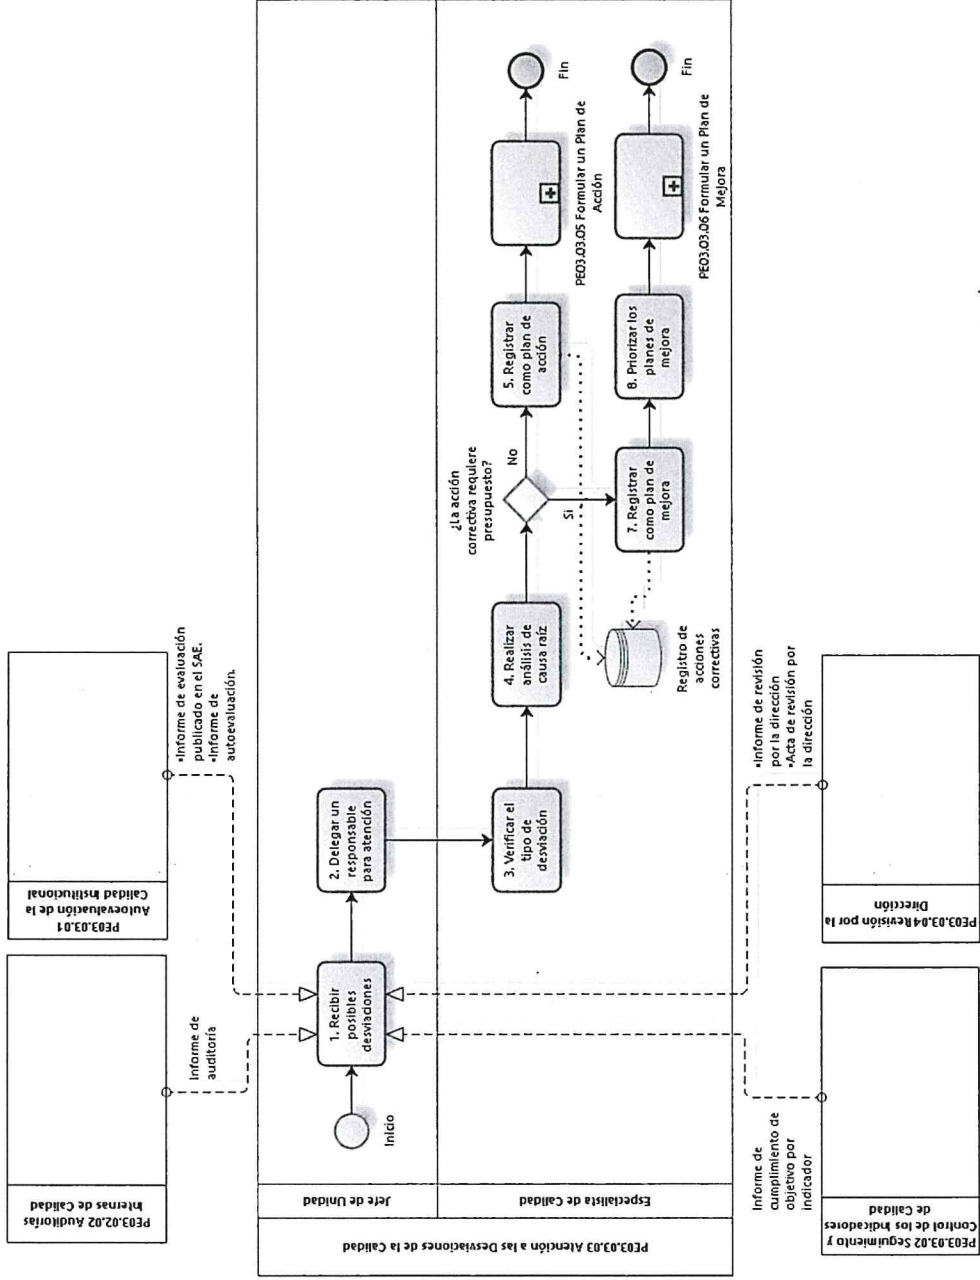 PE03.02.02 Auditorías
Internas de Calidad
PE03.03.01
Autoevaluación de la
Calidad Institucional
Informe de
auditoría
•Informe de evaluación
publicado en el SAE.
•Informe de
autoevaluación.
PE03.03.03 Atención a las Desviaciones de la Calidad
Jefe de Unidad
Inicio
1. Recibir
posibles
desviaciones
2. Delegar un
responsable
para atención
Especialista de Calidad
3. Verificar el
tipo de
desviación
4. Realizar
análisis de
causa raíz
¿La acción
correctiva requiere
presupuesto?
No
Si
5. Registrar
como plan de
acción
PE03.03.05 Formular un Plan de
Acción
Fin
Registro de
acciones
correctivas
7. Registrar
como plan de
mejora
8. Priorizar los
planes de
mejora
PE03.03.06 Formular un Plan de
Mejora
Fin
Informe de
cumplimiento de
objetivo por
indicador
•Informe de revisión
por la dirección
•Acta de revisión por
la dirección
PE03.03.02 Seguimiento y
Control de los Indicadores
de Calidad
PE03.03.04 Revisión por la
Dirección